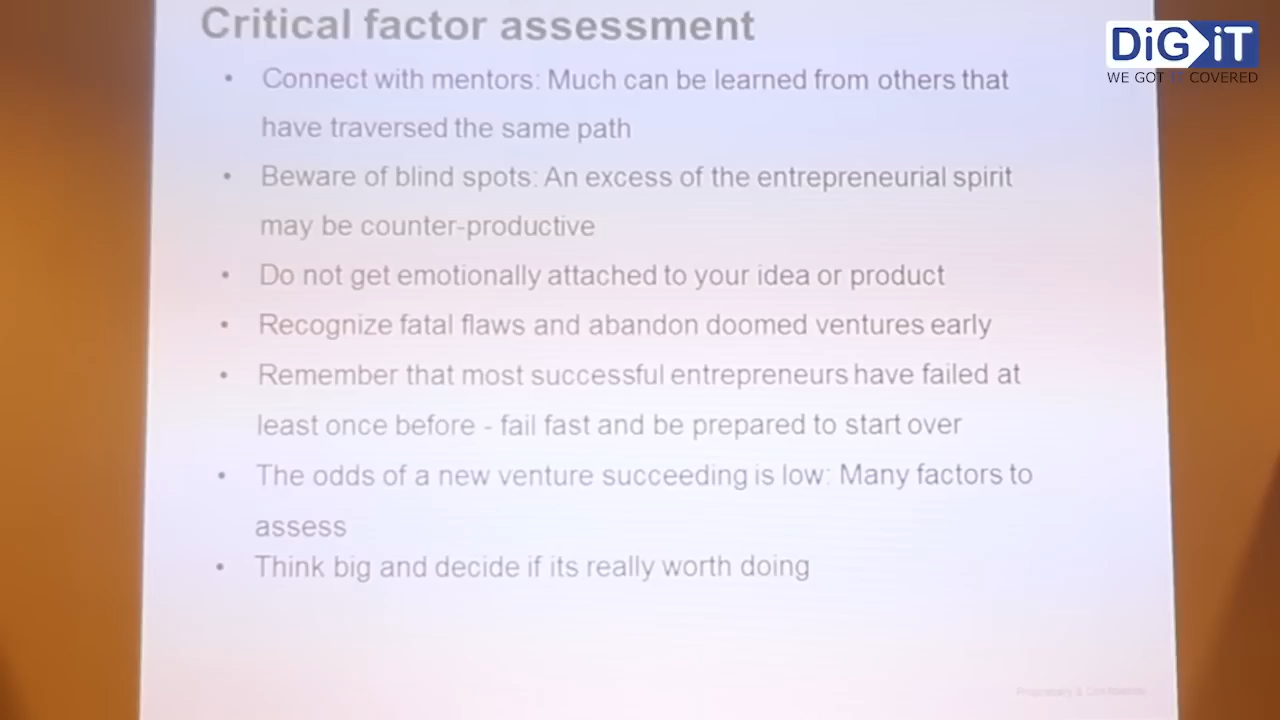 Critical factor assessment
DiGiT
WE GOT IT COVERED
• Connect with mentors: Much can be learned from others that
have traversed the same path
• Beware of blind spots: An excess of the entrepreneurial spirit
may be counter-productive
• Do not get emotionally attached to your idea or product
• Recognize fatal flaws and abandon doomed ventures early
• Remember that most successful entrepreneurs have failed at
least once before - fail fast and be prepared to start over
• The odds of a new venture succeeding is low: Many factors to
assess
• Think big and decide if its really worth doing
Proprietary & Confidential